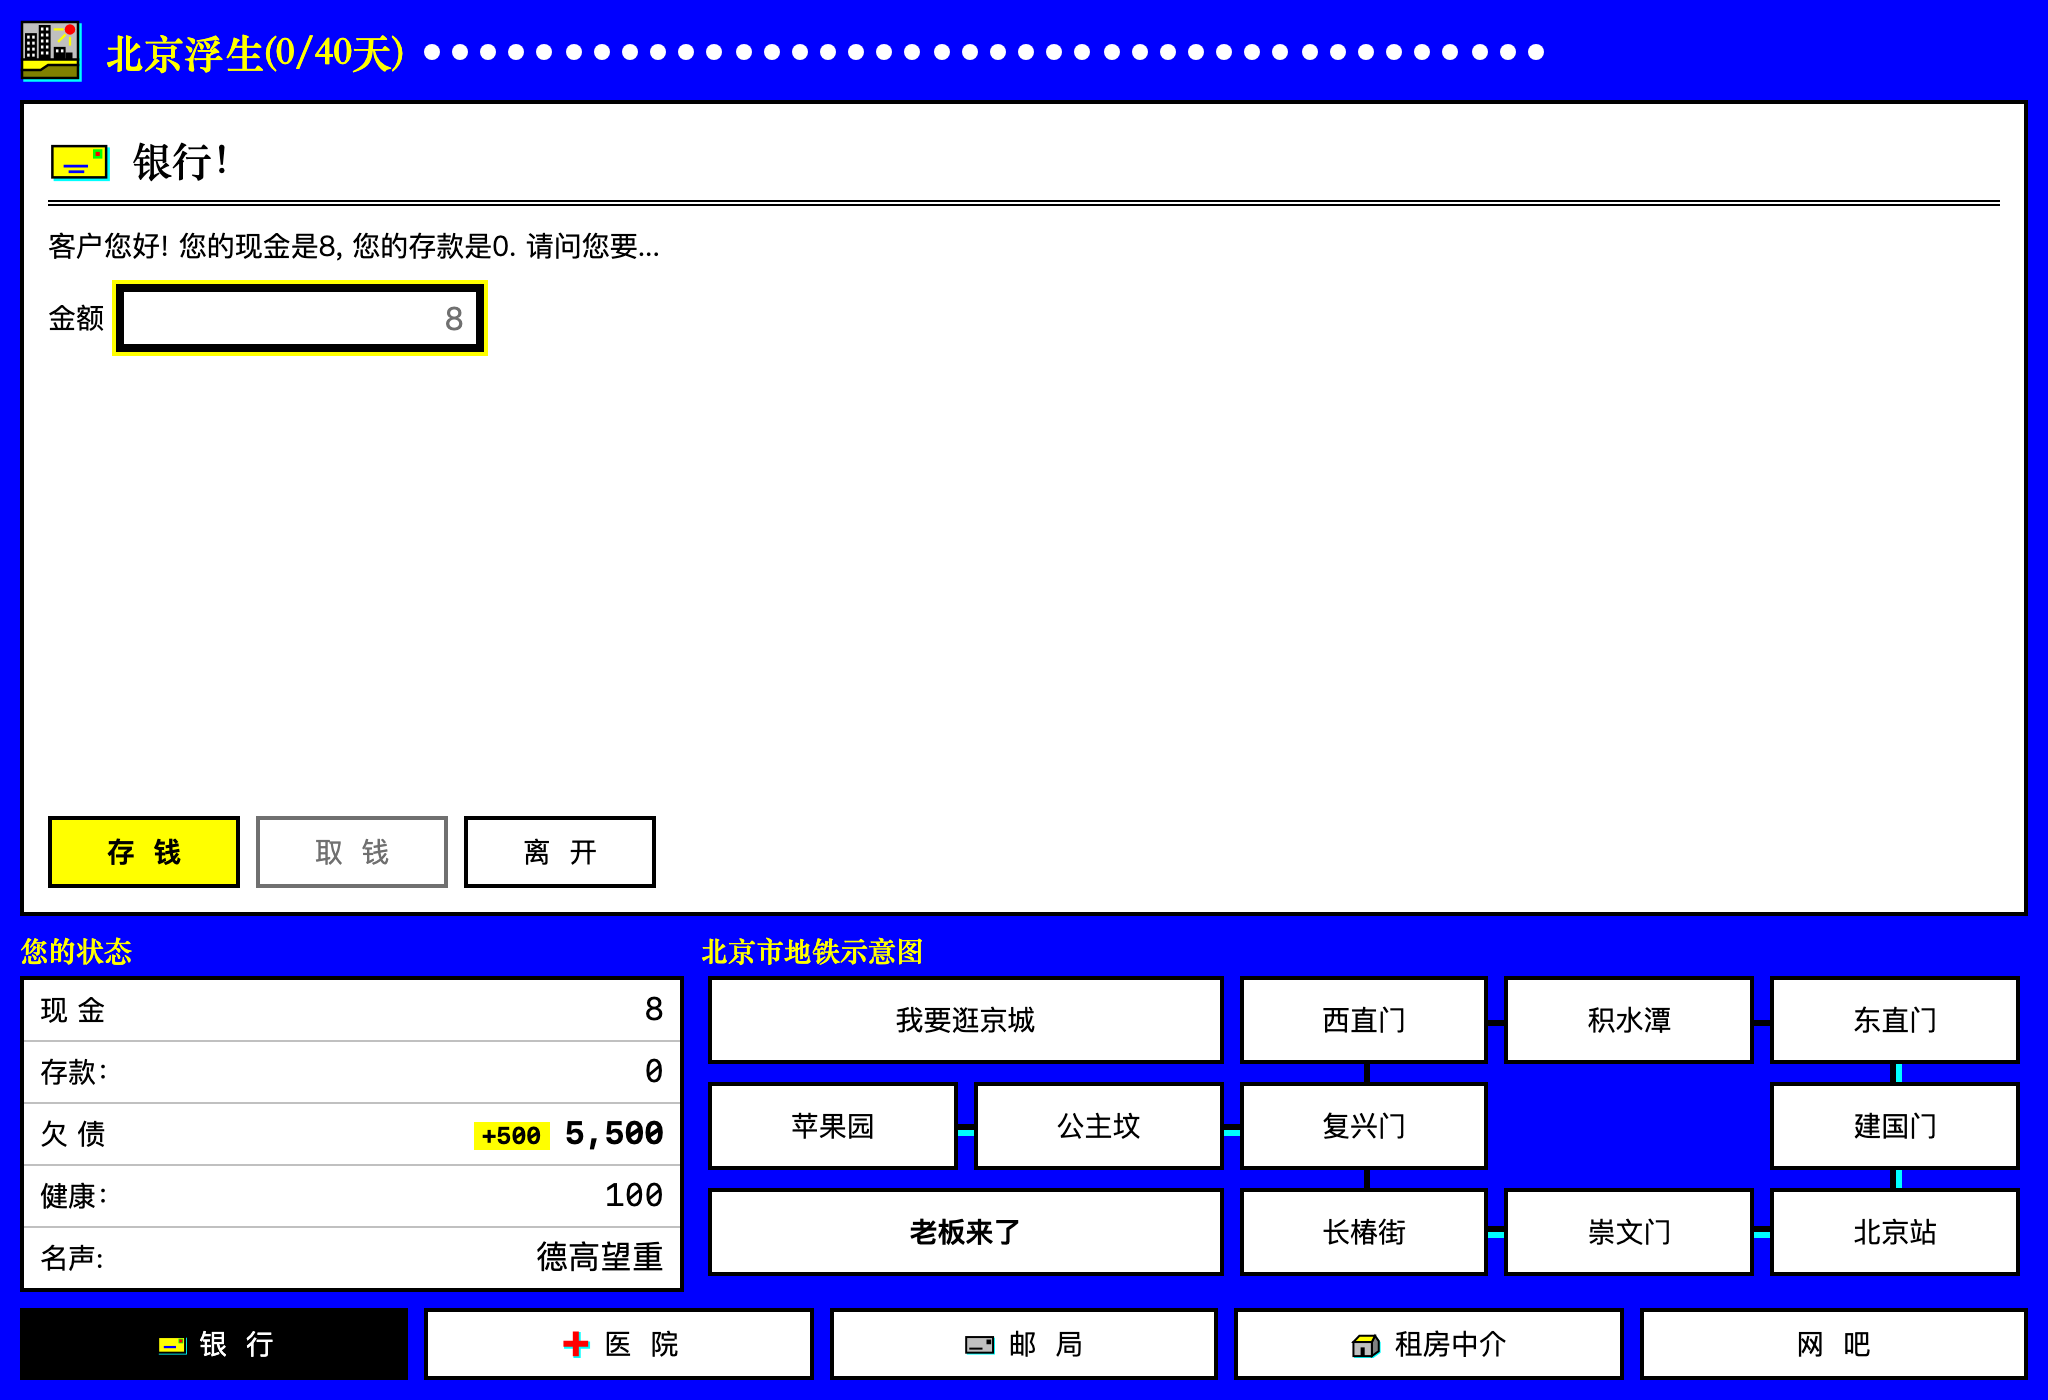 北京浮生(0/40天)
银行!
客户您好! 您的现金是8, 您的存款是0. 请问您要...
金额 8
存 钱 取 钱 离 开
您的状态
现 金 8
存款: 0
欠 债 +500 5,500
健康: 100
名声: 德高望重
北京市地铁示意图
我要逛京城 西直门 积水潭 东直门
苹果园 公主坟 复兴门 建国门
老板来了 长椿街 崇文门 北京站
银 行 医 院 邮 局 租房中介 网 吧